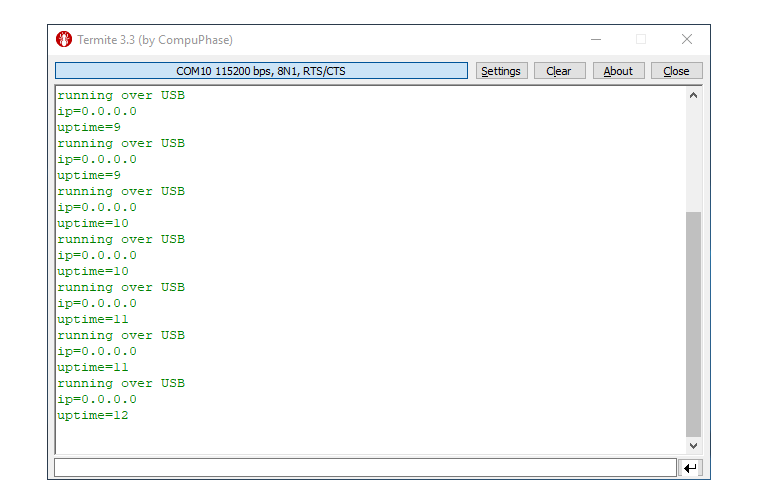 Termite 3.3 (by CompuPhase)
COM10 115200 bps, 8N1, RTS/CTS Settings Clear About Close
running over USB
ip=0.0.0.0
uptime=9
running over USB
ip=0.0.0.0
uptime=9
running over USB
ip=0.0.0.0
uptime=10
running over USB
ip=0.0.0.0
uptime=10
running over USB
ip=0.0.0.0
uptime=11
running over USB
ip=0.0.0.0
uptime=11
running over USB
ip=0.0.0.0
uptime=12